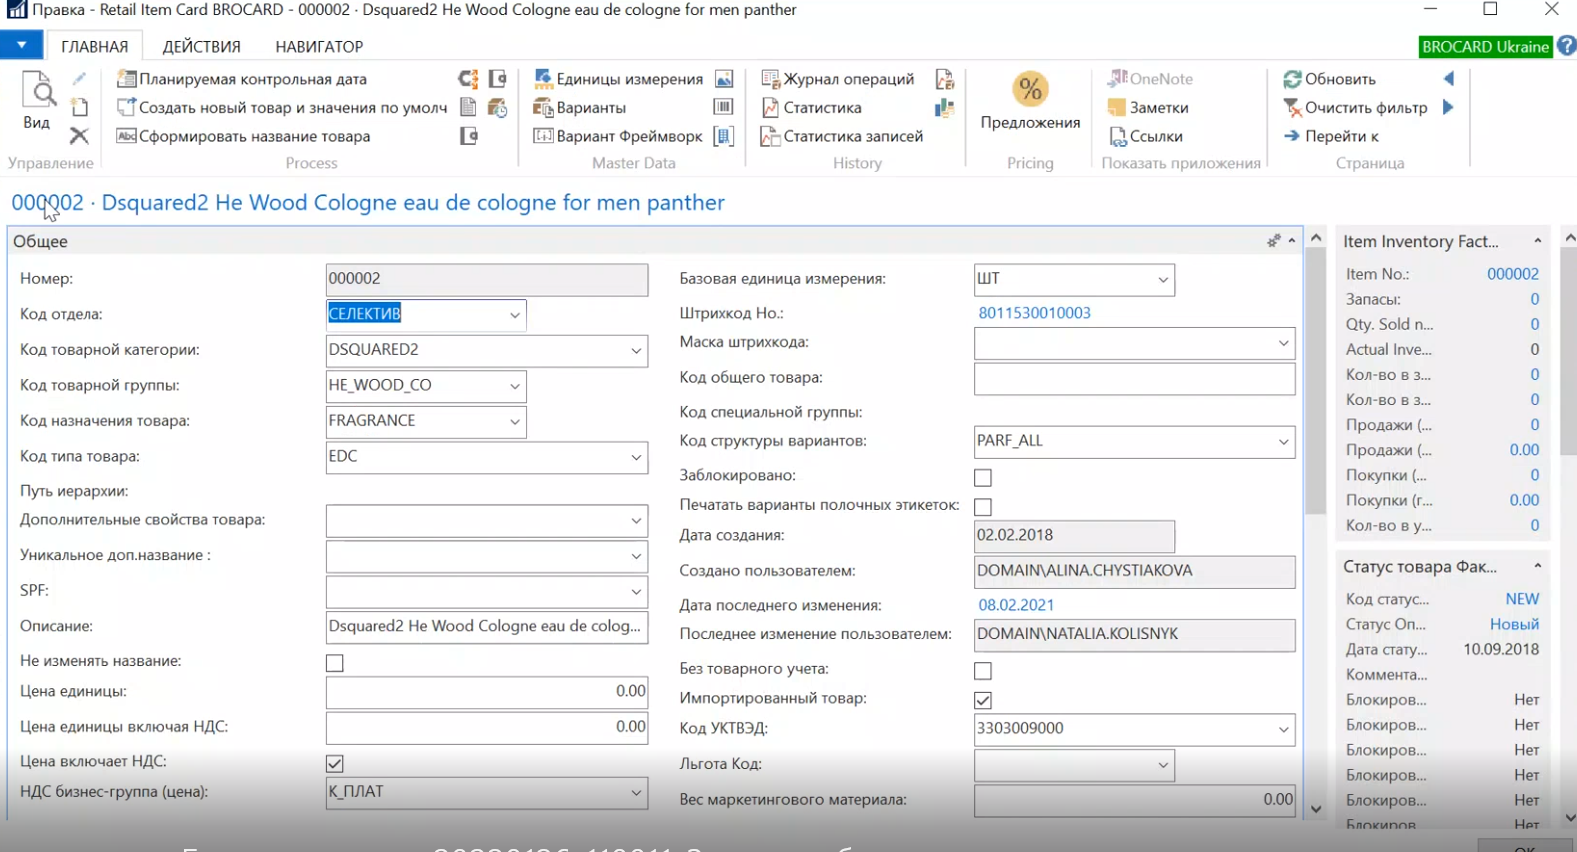 Правка - Retail Item Card BROCARD - 000002 · Dsquared2 He Wood Cologne eau de cologne for men panther
ГЛАВНАЯ ДЕЙСТВИЯ НАВИГАТОР BROCARD Ukraine ?
Вид
Управление
Планируемая контрольная дата
Создать новый товар и значения по умолч
Abc Сформировать название товара
Process
Единицы измерения
Варианты
Вариант Фреймворк
Master Data
Журнал операций
Статистика
Статистика записей
History
%
Предложения
Pricing
OneNote
Заметки
Ссылки
Показать приложения
Обновить
Очистить фильтр
Перейти к
Страница
000002 · Dsquared2 He Wood Cologne eau de cologne for men panther
Общее
Номер: 000002
Код отдела: СЕЛЕКТИВ
Код товарной категории: DSQUARED2
Код товарной группы: HE_WOOD_CO
Код назначения товара: FRAGRANCE
Код типа товара: EDC
Путь иерархии:
Дополнительные свойства товара:
Уникальное доп.название :
SPF:
Описание: Dsquared2 He Wood Cologne eau de colog...
Не изменять название:
Цена единицы: 0.00
Цена единицы включая НДС: 0.00
Цена включает НДС:
НДС бизнес-группа (цена): К_ПЛАТ
Базовая единица измерения: ШТ
Штрихкод Но.: 8011530010003
Маска штрихкода:
Код общего товара:
Код специальной группы:
Код структуры вариантов: PARF_ALL
Заблокировано:
Печатать варианты полочных этикеток:
Дата создания: 02.02.2018
Создано пользователем: DOMAIN\ALINA.CHYSTIAKOVA
Дата последнего изменения: 08.02.2021
Последнее изменение пользователем: DOMAIN\NATALIA.KOLISNYK
Без товарного учета:
Импортированный товар:
Код УКТВЭД: 3303009000
Льгота Код:
Вес маркетингового материала: 0.00
Item Inventory Fact...
Item No.: 000002
Запасы: 0
Qty. Sold n... 0
Actual Inve... 0
Кол-во в з... 0
Кол-во в з... 0
Продажи (... 0
Продажи (... 0.00
Покупки (... 0
Покупки (г... 0.00
Кол-во в у... 0
Статус товара Фак...
Код статус... NEW
Статус Оп... Новый
Дата стату... 10.09.2018
Коммента...
Блокиров... Нет
Блокиров... Нет
Блокиров... Нет
Блокиров... Нет
Блокиров... Нет
Блокиров... Нет